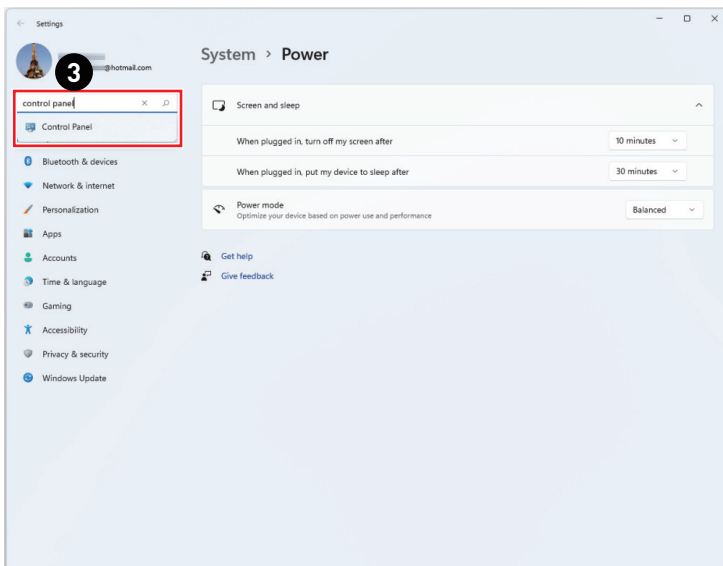 Settings
@hotmail.com
3
control panel
Control Panel
Bluetooth & devices
Network & internet
Personalization
Apps
Accounts
Time & language
Gaming
Accessibility
Privacy & security
Windows Update
System > Power
Screen and sleep
When plugged in, turn off my screen after 10 minutes
When plugged in, put my device to sleep after 30 minutes
Power mode
Optimize your device based on power use and performance
Balanced
Get help
Give feedback